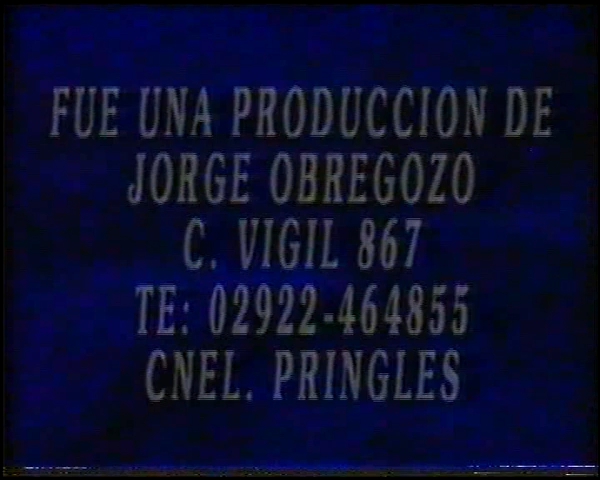 FUE UNA PRODUCCION DE
JORGE OBREGOZO
C. VIGIL 867
TE: 02922-464855
CNEL. PRINGLES